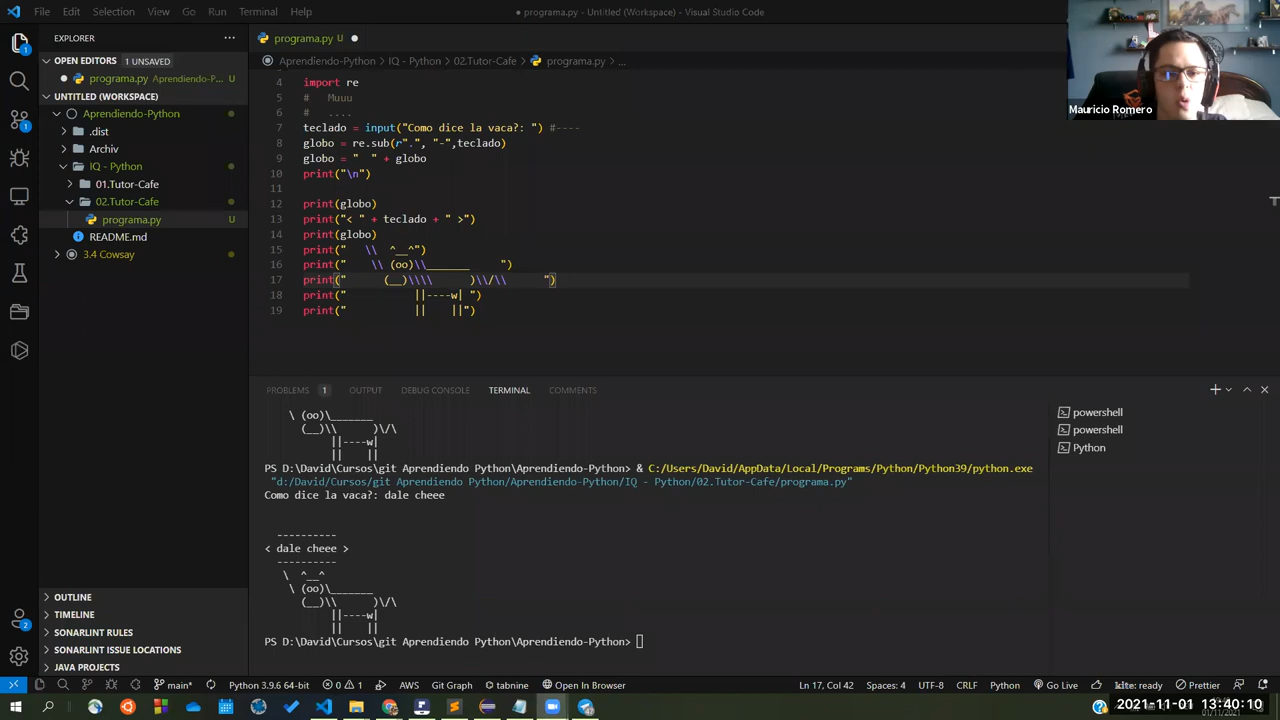 File Edit Selection View Go Run Terminal Help
● programa.py - Untitled (Workspace) - Visual Studio Code
Mauricio Romero
EXPLORER
OPEN EDITORS 1 UNSAVED
programa.py Aprendiendo-P... U
UNTITLED (WORKSPACE)
Aprendiendo-Python
.dist
Archiv
IQ - Python
01.Tutor-Cafe
02.Tutor-Cafe
programa.py U
README.md
3.4 Cowsay
OUTLINE
TIMELINE
SONARLINT RULES
SONARLINT ISSUE LOCATIONS
JAVA PROJECTS
programa.py U
Aprendiendo-Python > IQ - Python > 02.Tutor-Cafe > programa.py > ...
4 import re
5 #   Muuu
6 #   ....
7 teclado = input("Como dice la vaca?: ") #----
8 globo = re.sub(r".", "-",teclado)
9 globo = "  " + globo
10 print("\n")
11
12 print(globo)
13 print("< " + teclado + " >")
14 print(globo)
15 print("   \\  ^__^")
16 print("    \\ (oo)\\_______     ")
17 print("      (__)\\\\      )\\/\\      ")
18 print("           ||----w| ")
19 print("           ||    ||")
PROBLEMS 1 OUTPUT DEBUG CONSOLE TERMINAL COMMENTS
powershell
powershell
Python
    \ (oo)\_______
      (__)\\      )\/\
           ||----w|
           ||   ||
PS D:\David\Cursos\git Aprendiendo Python\Aprendiendo-Python> & C:/Users/David/AppData/Local/Programs/Python/Python39/python.exe
"d:/David/Cursos/git Aprendiendo Python/Aprendiendo-Python/IQ - Python/02.Tutor-Cafe/programa.py"
Como dice la vaca?: dale cheee
  ----------
< dale cheee >
  ----------
   \  ^__^
    \ (oo)\_______
      (__)\\      )\/\
           ||----w|
           ||   ||
PS D:\David\Cursos\git Aprendiendo Python\Aprendiendo-Python>
main* Python 3.9.6 64-bit 0 1 AWS Git Graph tabnine Open In Browser Ln 17, Col 42 Spaces: 4 UTF-8 CRLF Python Go Live kite: ready Prettier
2021-11-01 13:40:10